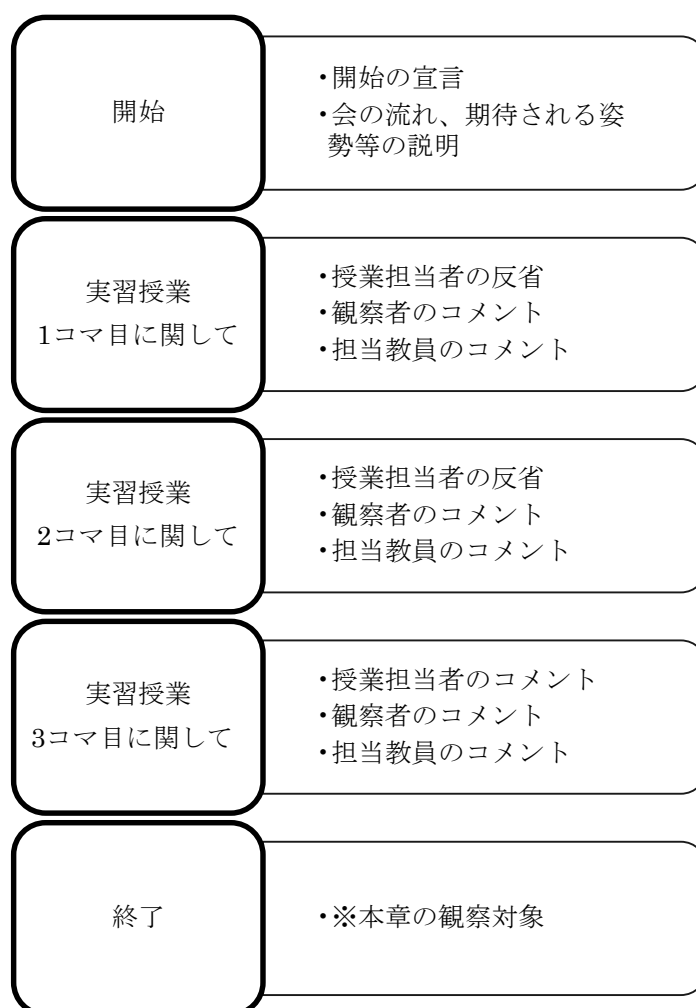 開始
・開始の宣言
・会の流れ、期待される姿
勢等の説明
実習授業
1コマ目に関して
・授業担当者の反省
・観察者のコメント
・担当教員のコメント
実習授業
2コマ目に関して
・授業担当者の反省
・観察者のコメント
・担当教員のコメント
実習授業
3コマ目に関して
・授業担当者のコメント
・観察者のコメント
・担当教員のコメント
終了
・※本章の観察対象